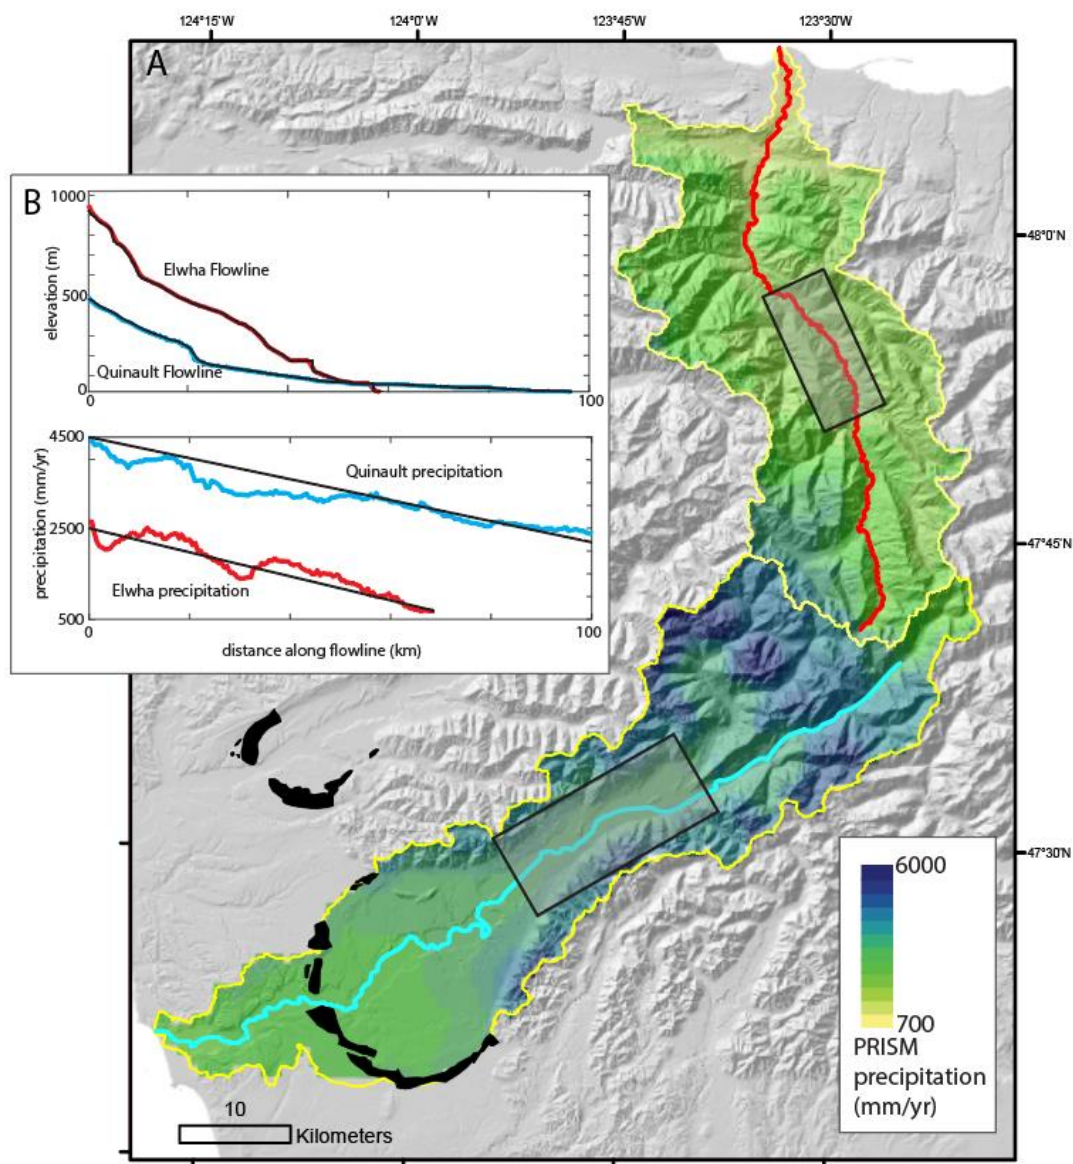 124°15'W 124°0'W 123°45'W 123°30'W
A
48°0'N
47°45'N
47°30'N
B
1000
500
0
elevation (m)
Elwha Flowline
Quinault Flowline
0 100
4500
2500
500
precipitation (mm/yr)
Quinault precipitation
Elwha precipitation
0 100
distance along flowline (km)
6000
700
PRISM
precipitation
(mm/yr)
10
Kilometers